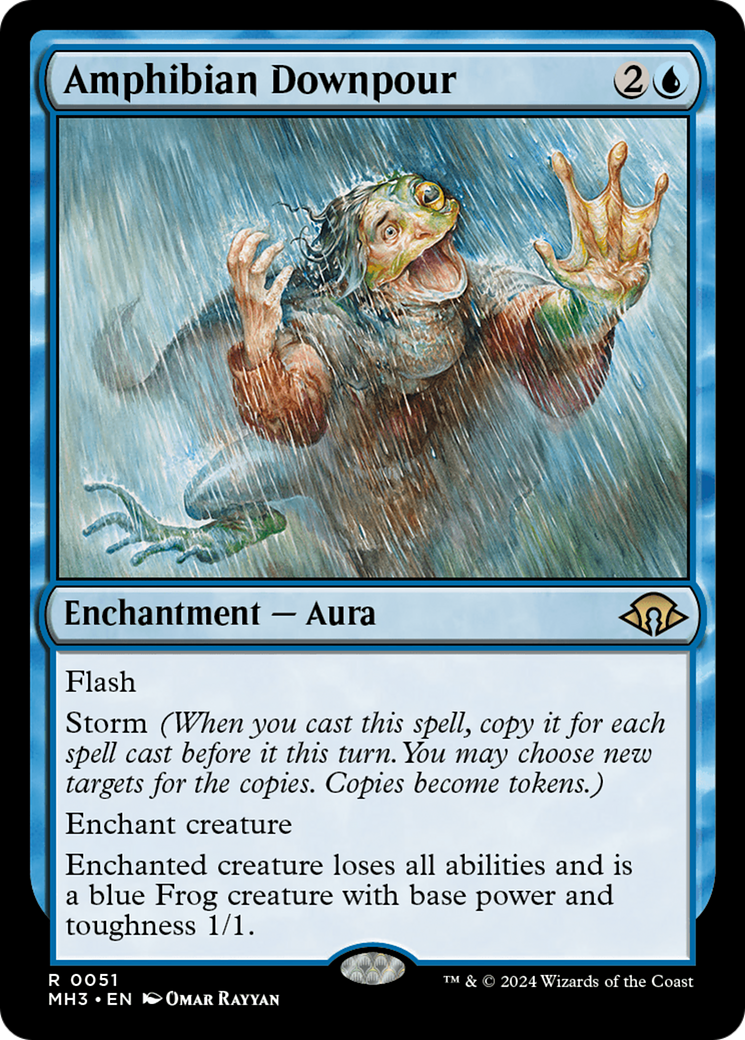 Amphibian Downpour 2
Enchantment — Aura
Flash
Storm (When you cast this spell, copy it for each
spell cast before it this turn. You may choose new
targets for the copies. Copies become tokens.)
Enchant creature
Enchanted creature loses all abilities and is
a blue Frog creature with base power and
toughness 1/1.
R 0051
MH3 • EN Omar Rayyan
™ & © 2024 Wizards of the Coast